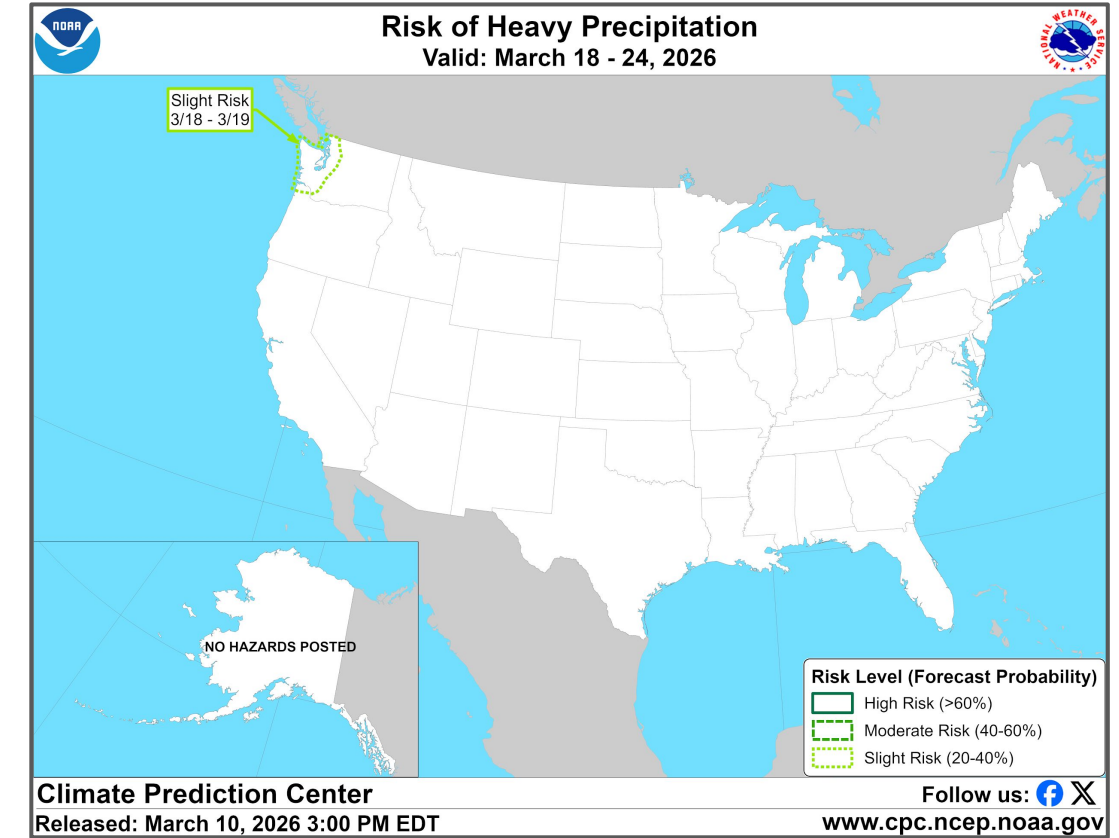 NOAA
Risk of Heavy Precipitation
Valid: March 18 - 24, 2026
NATIONAL WEATHER SERVICE
Slight Risk
3/18 - 3/19
NO HAZARDS POSTED
Risk Level (Forecast Probability)
High Risk (>60%)
Moderate Risk (40-60%)
Slight Risk (20-40%)
Climate Prediction Center
Follow us:
Released: March 10, 2026 3:00 PM EDT
www.cpc.ncep.noaa.gov